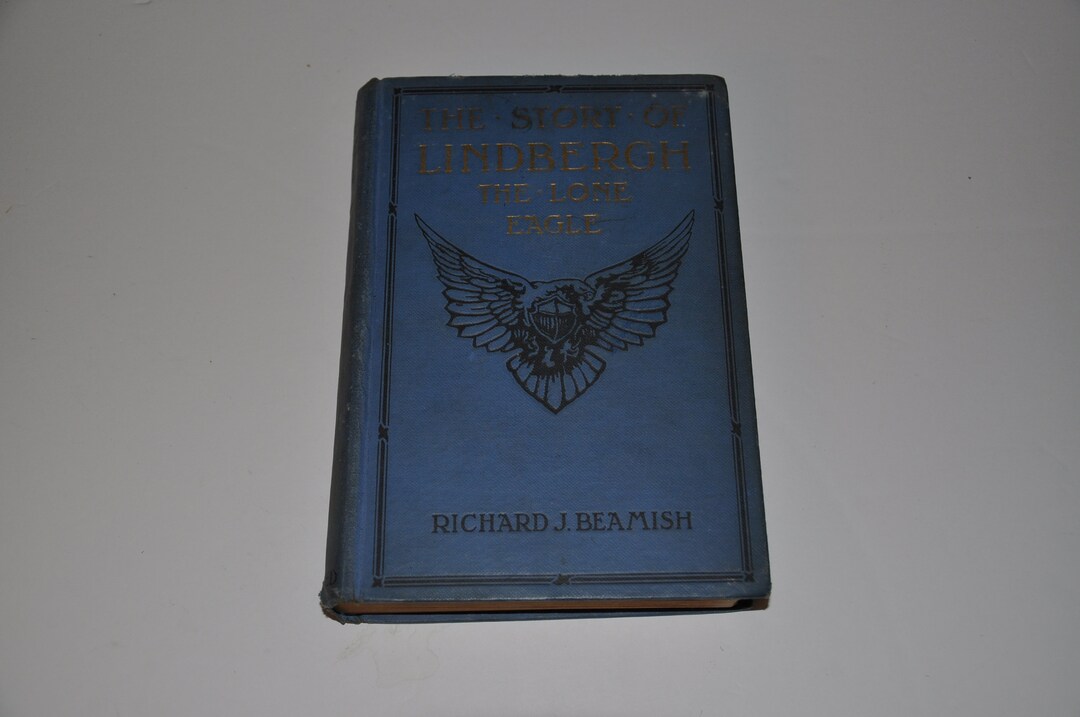 THE · STORY · OF
LINDBERGH
THE · LONE
EAGLE
RICHARD J. BEAMISH